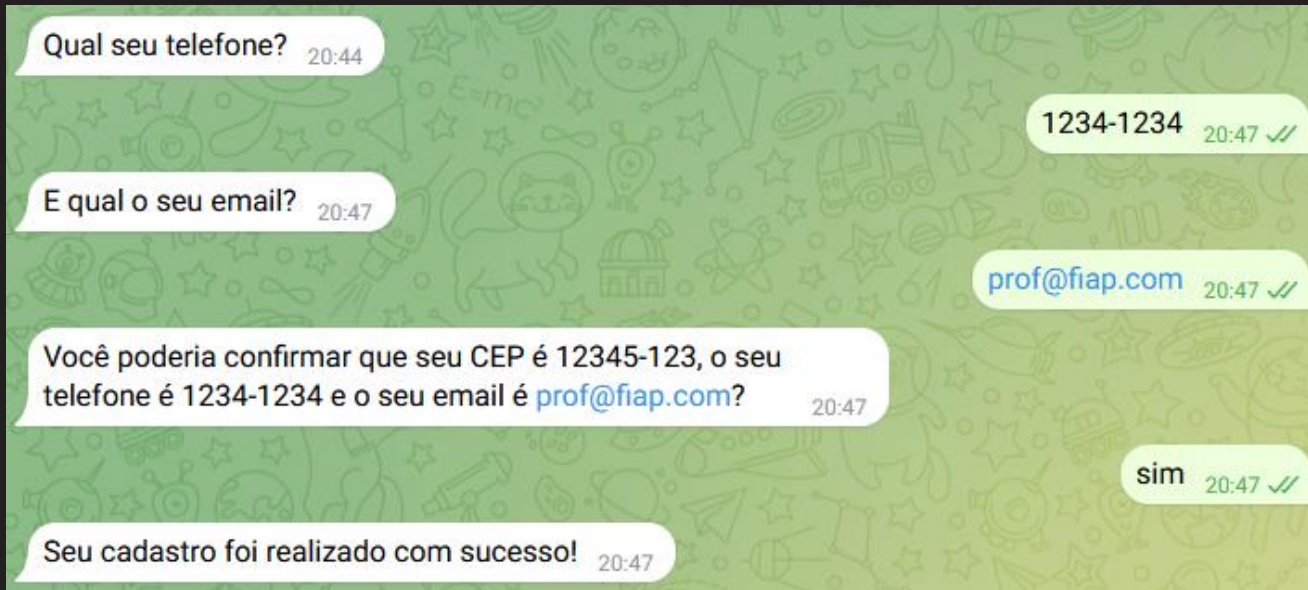 Qual seu telefone? 20:44
1234-1234 20:47
E qual o seu email? 20:47
prof@fiap.com 20:47
Você poderia confirmar que seu CEP é 12345-123, o seu
telefone é 1234-1234 e o seu email é prof@fiap.com? 20:47
sim 20:47
Seu cadastro foi realizado com sucesso! 20:47